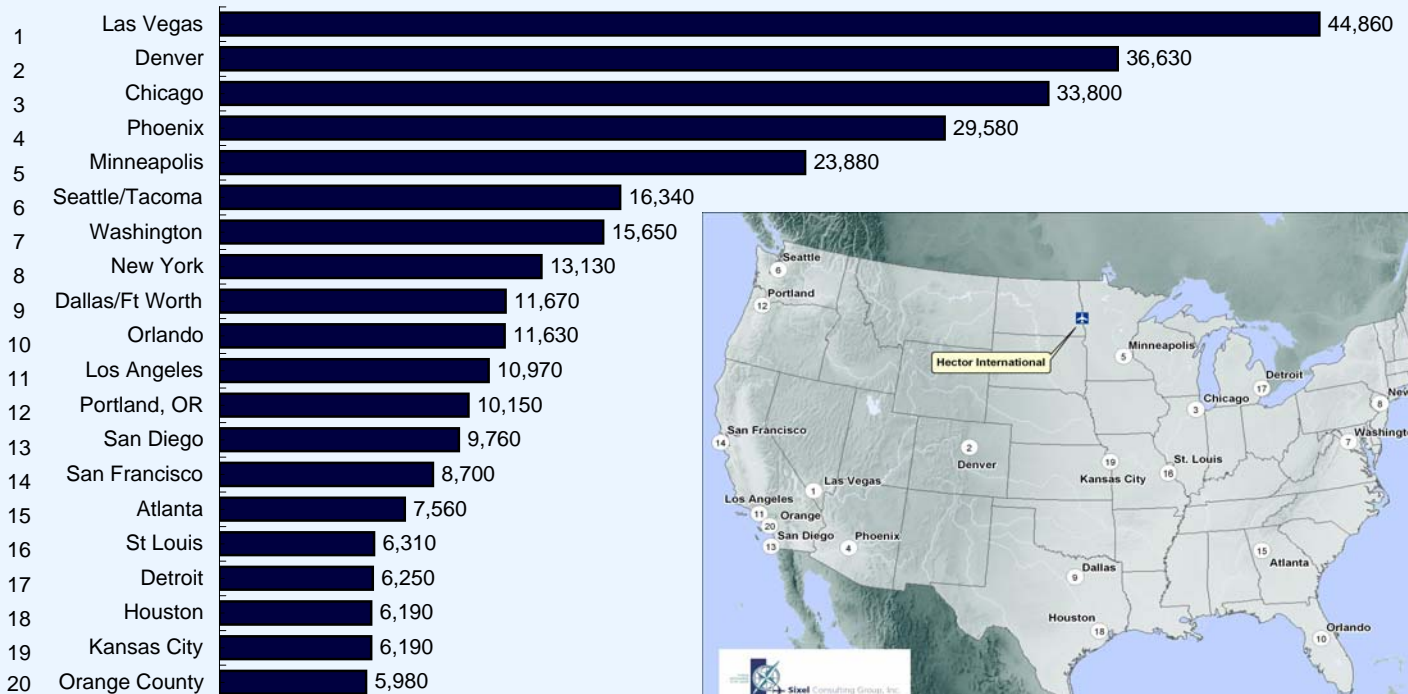 1 Las Vegas 44,860
2 Denver 36,630
3 Chicago 33,800
4 Phoenix 29,580
5 Minneapolis 23,880
6 Seattle/Tacoma 16,340
7 Washington 15,650
8 New York 13,130
9 Dallas/Ft Worth 11,670
10 Orlando 11,630
11 Los Angeles 10,970
12 Portland, OR 10,150
13 San Diego 9,760
14 San Francisco 8,700
15 Atlanta 7,560
16 St Louis 6,310
17 Detroit 6,250
18 Houston 6,190
19 Kansas City 6,190
20 Orange County 5,980
Seattle
6
Portland
12
Hector International
Minneapolis
5
Detroit
17
Chicago
3
New
8
Washingt
7
San Francisco
14
2
Denver
19
Kansas City
St. Louis
16
Las Vegas
1
Los Angeles
11
Orange
20
San Diego
13
Phoenix
4
15
Atlanta
Dallas
9
Houston
18
Orlando
10
Sixel Consulting Group, Inc.